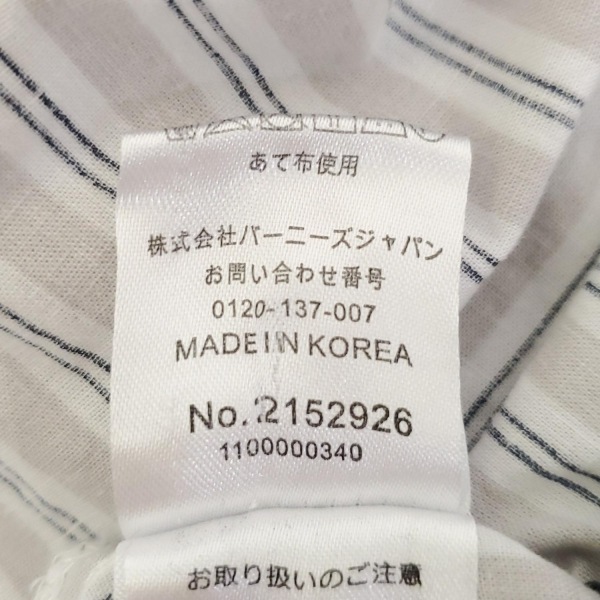 あて布使用
株式会社バーニーズジャパン
お問い合わせ番号
0120-137-007
MADE IN KOREA
No. 2152926
1100000340
お取り扱いのご注意